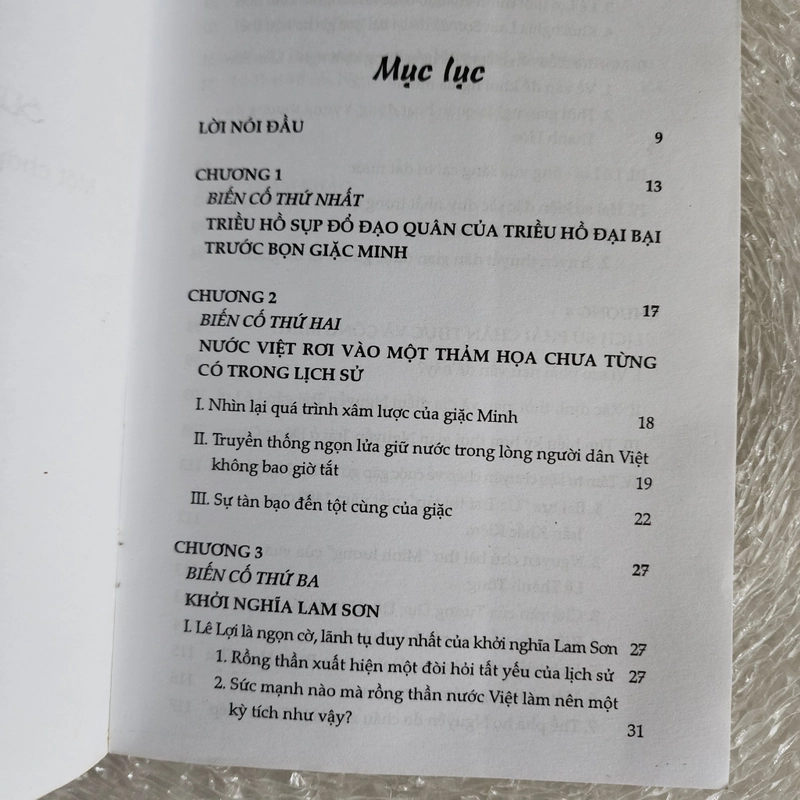 Mục lục
LỜI NÓI ĐẦU 9
CHƯƠNG 1 13
BIẾN CỐ THỨ NHẤT
TRIỀU HỒ SỤP ĐỔ ĐẠO QUÂN CỦA TRIỀU HỒ ĐẠI BẠI
TRƯỚC BỌN GIẶC MINH
CHƯƠNG 2 17
BIẾN CỐ THỨ HAI
NƯỚC VIỆT RƠI VÀO MỘT THẢM HỌA CHƯA TỪNG
CÓ TRONG LỊCH SỬ
I. Nhìn lại quá trình xâm lược của giặc Minh 18
II. Truyền thống ngọn lửa giữ nước trong lòng người dân Việt
không bao giờ tắt 19
III. Sự tàn bạo đến tột cùng của giặc 22
CHƯƠNG 3 27
BIẾN CỐ THỨ BA
KHỞI NGHĨA LAM SƠN
I. Lê Lợi là ngọn cờ, lãnh tụ duy nhất của khởi nghĩa Lam Sơn 27
1. Rồng thần xuất hiện một đòi hỏi tất yếu của lịch sử 27
2. Sức mạnh nào mà rồng thần nước Việt làm nên một
kỳ tích như vậy? 31